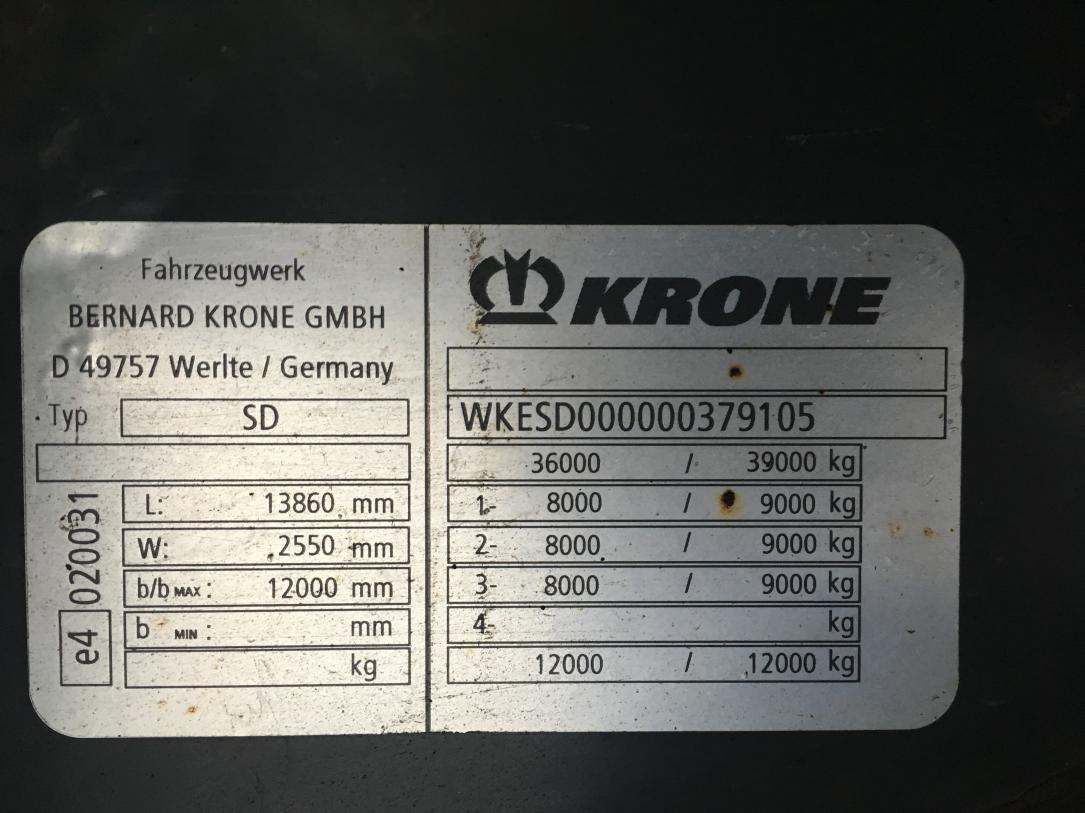 Fahrzeugwerk
BERNARD KRONE GMBH
D 49757 Werlte / Germany
Typ SD
L: 13860 mm
W: 2550 mm
b/b MAX : 12000 mm
b MIN : mm
kg
e4 020031
KRONE
WKESD000000379105
36000 / 39000 kg
1- 8000 / 9000 kg
2- 8000 / 9000 kg
3- 8000 / 9000 kg
4- kg
12000 / 12000 kg